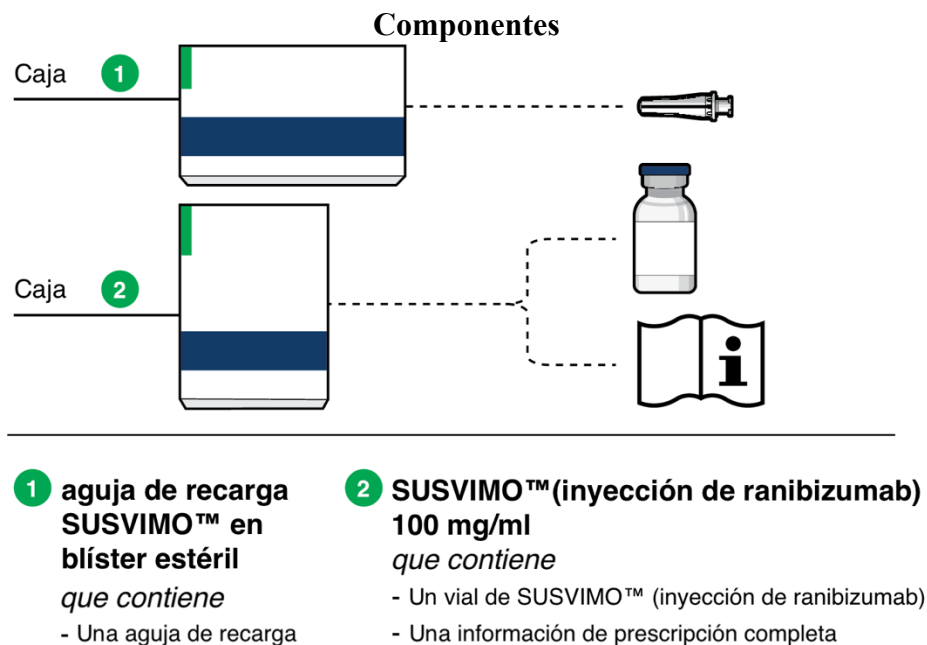 Componentes
Caja 1
Caja 2
i
1 aguja de recarga
SUSVIMO™ en
blíster estéril
que contiene
- Una aguja de recarga
2 SUSVIMO™(inyección de ranibizumab)
100 mg/ml
que contiene
- Un vial de SUSVIMO™ (inyección de ranibizumab)
- Una información de prescripción completa